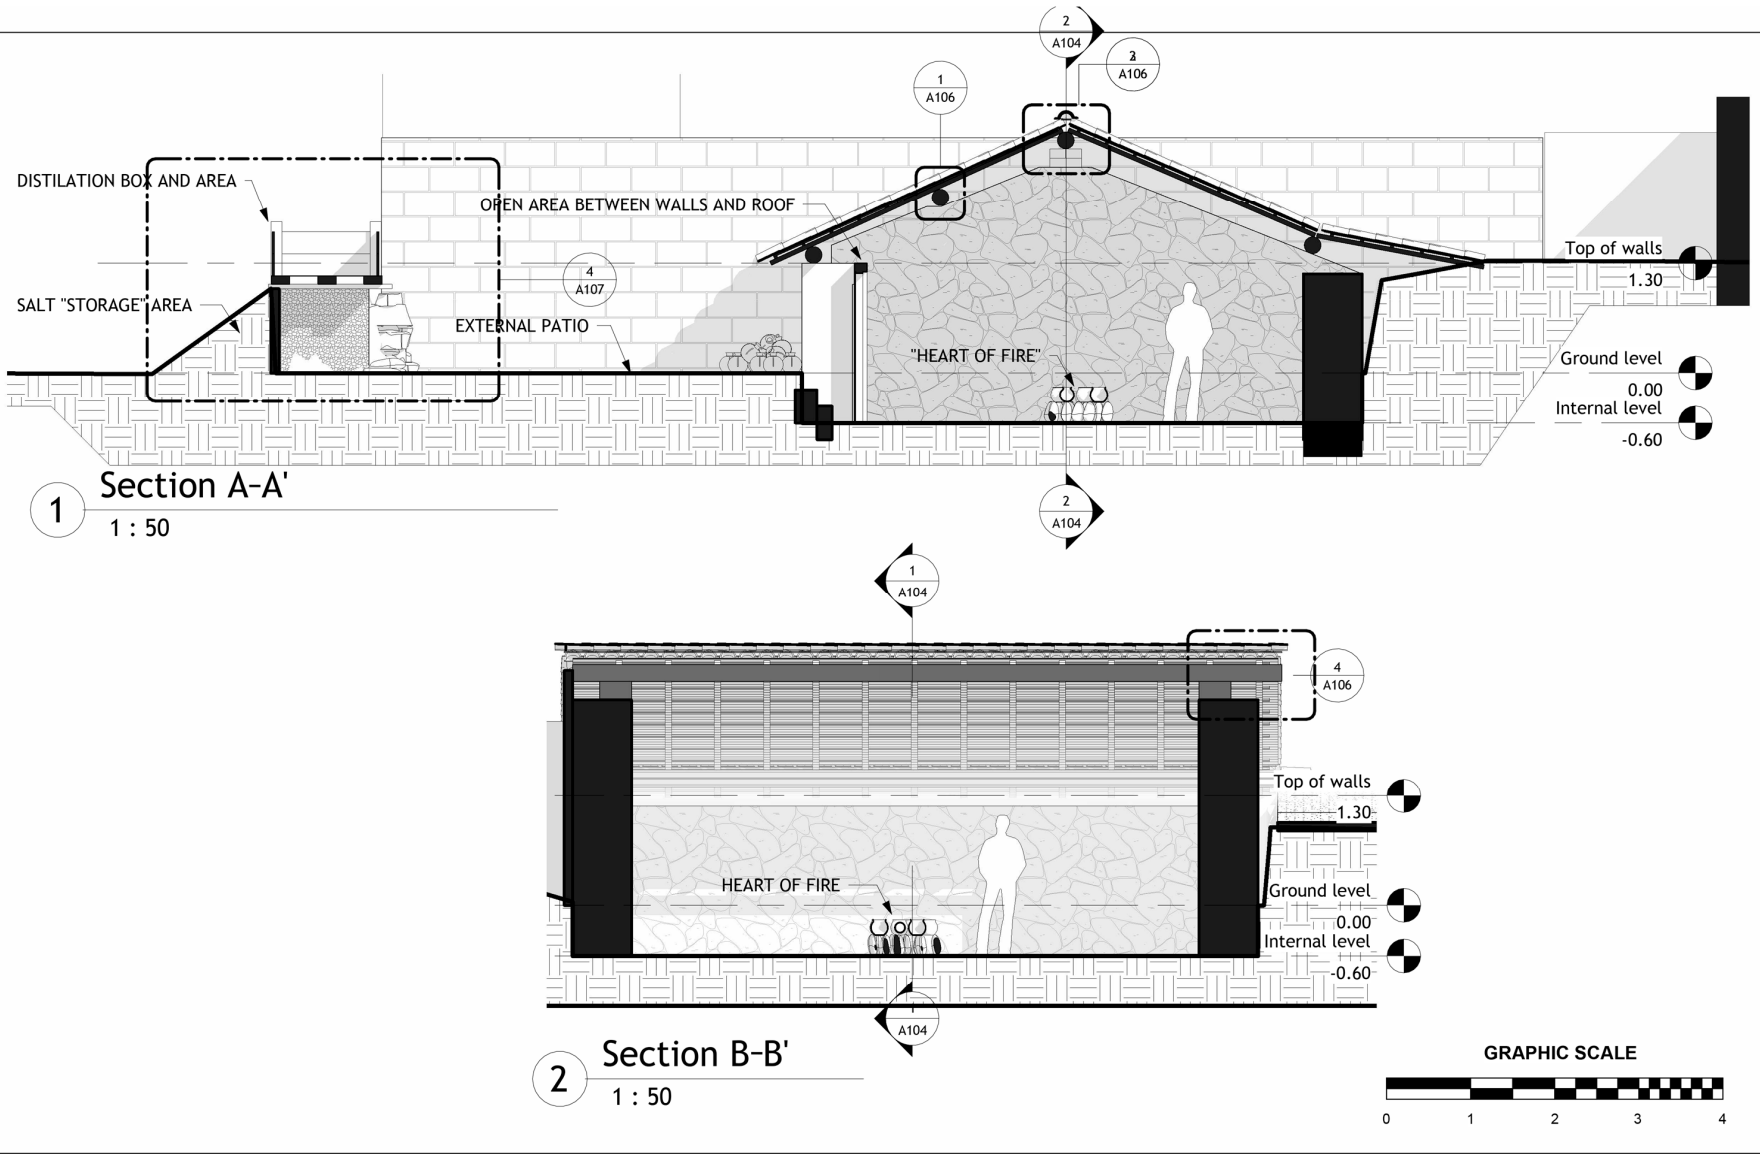 2
A104
3
A106
1
A106
DISTILATION BOX AND AREA
OPEN AREA BETWEEN WALLS AND ROOF
Top of walls
1.30
4
A107
SALT "STORAGE" AREA
EXTERNAL PATIO
"HEART OF FIRE"
Ground level
0.00
Internal level
-0.60
Section A-A'
1
1 : 50
2
A104
1
A104
4
A106
Top of walls
1.30
HEART OF FIRE
Ground level
0.00
Internal level
-0.60
1
A104
Section B-B'
2
1 : 50
GRAPHIC SCALE
0 1 2 3 4